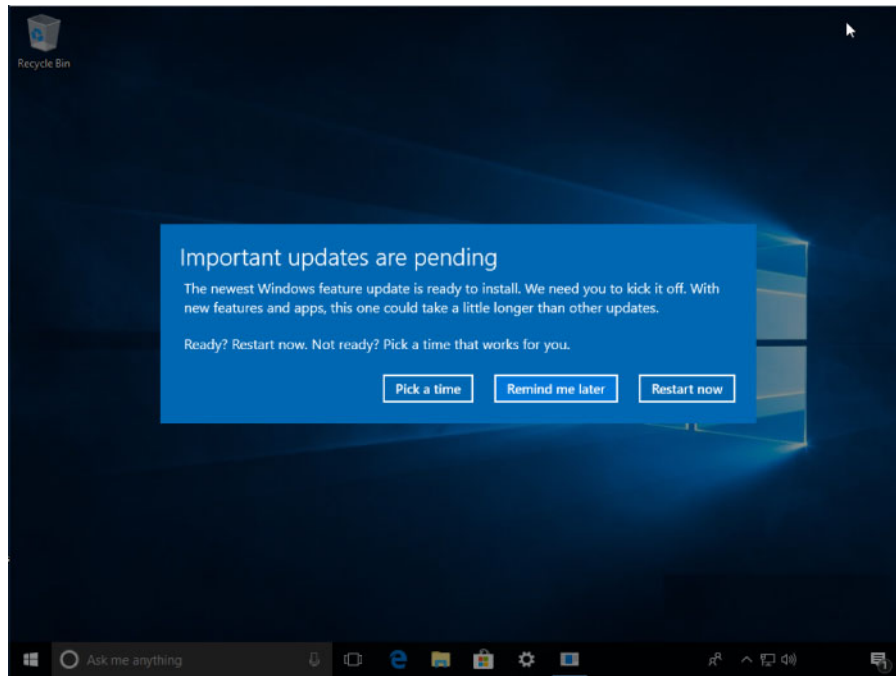 Recycle Bin
Important updates are pending
The newest Windows feature update is ready to install. We need you to kick it off. With
new features and apps, this one could take a little longer than other updates.
Ready? Restart now. Not ready? Pick a time that works for you.
Pick a time
Remind me later
Restart now
Ask me anything
1